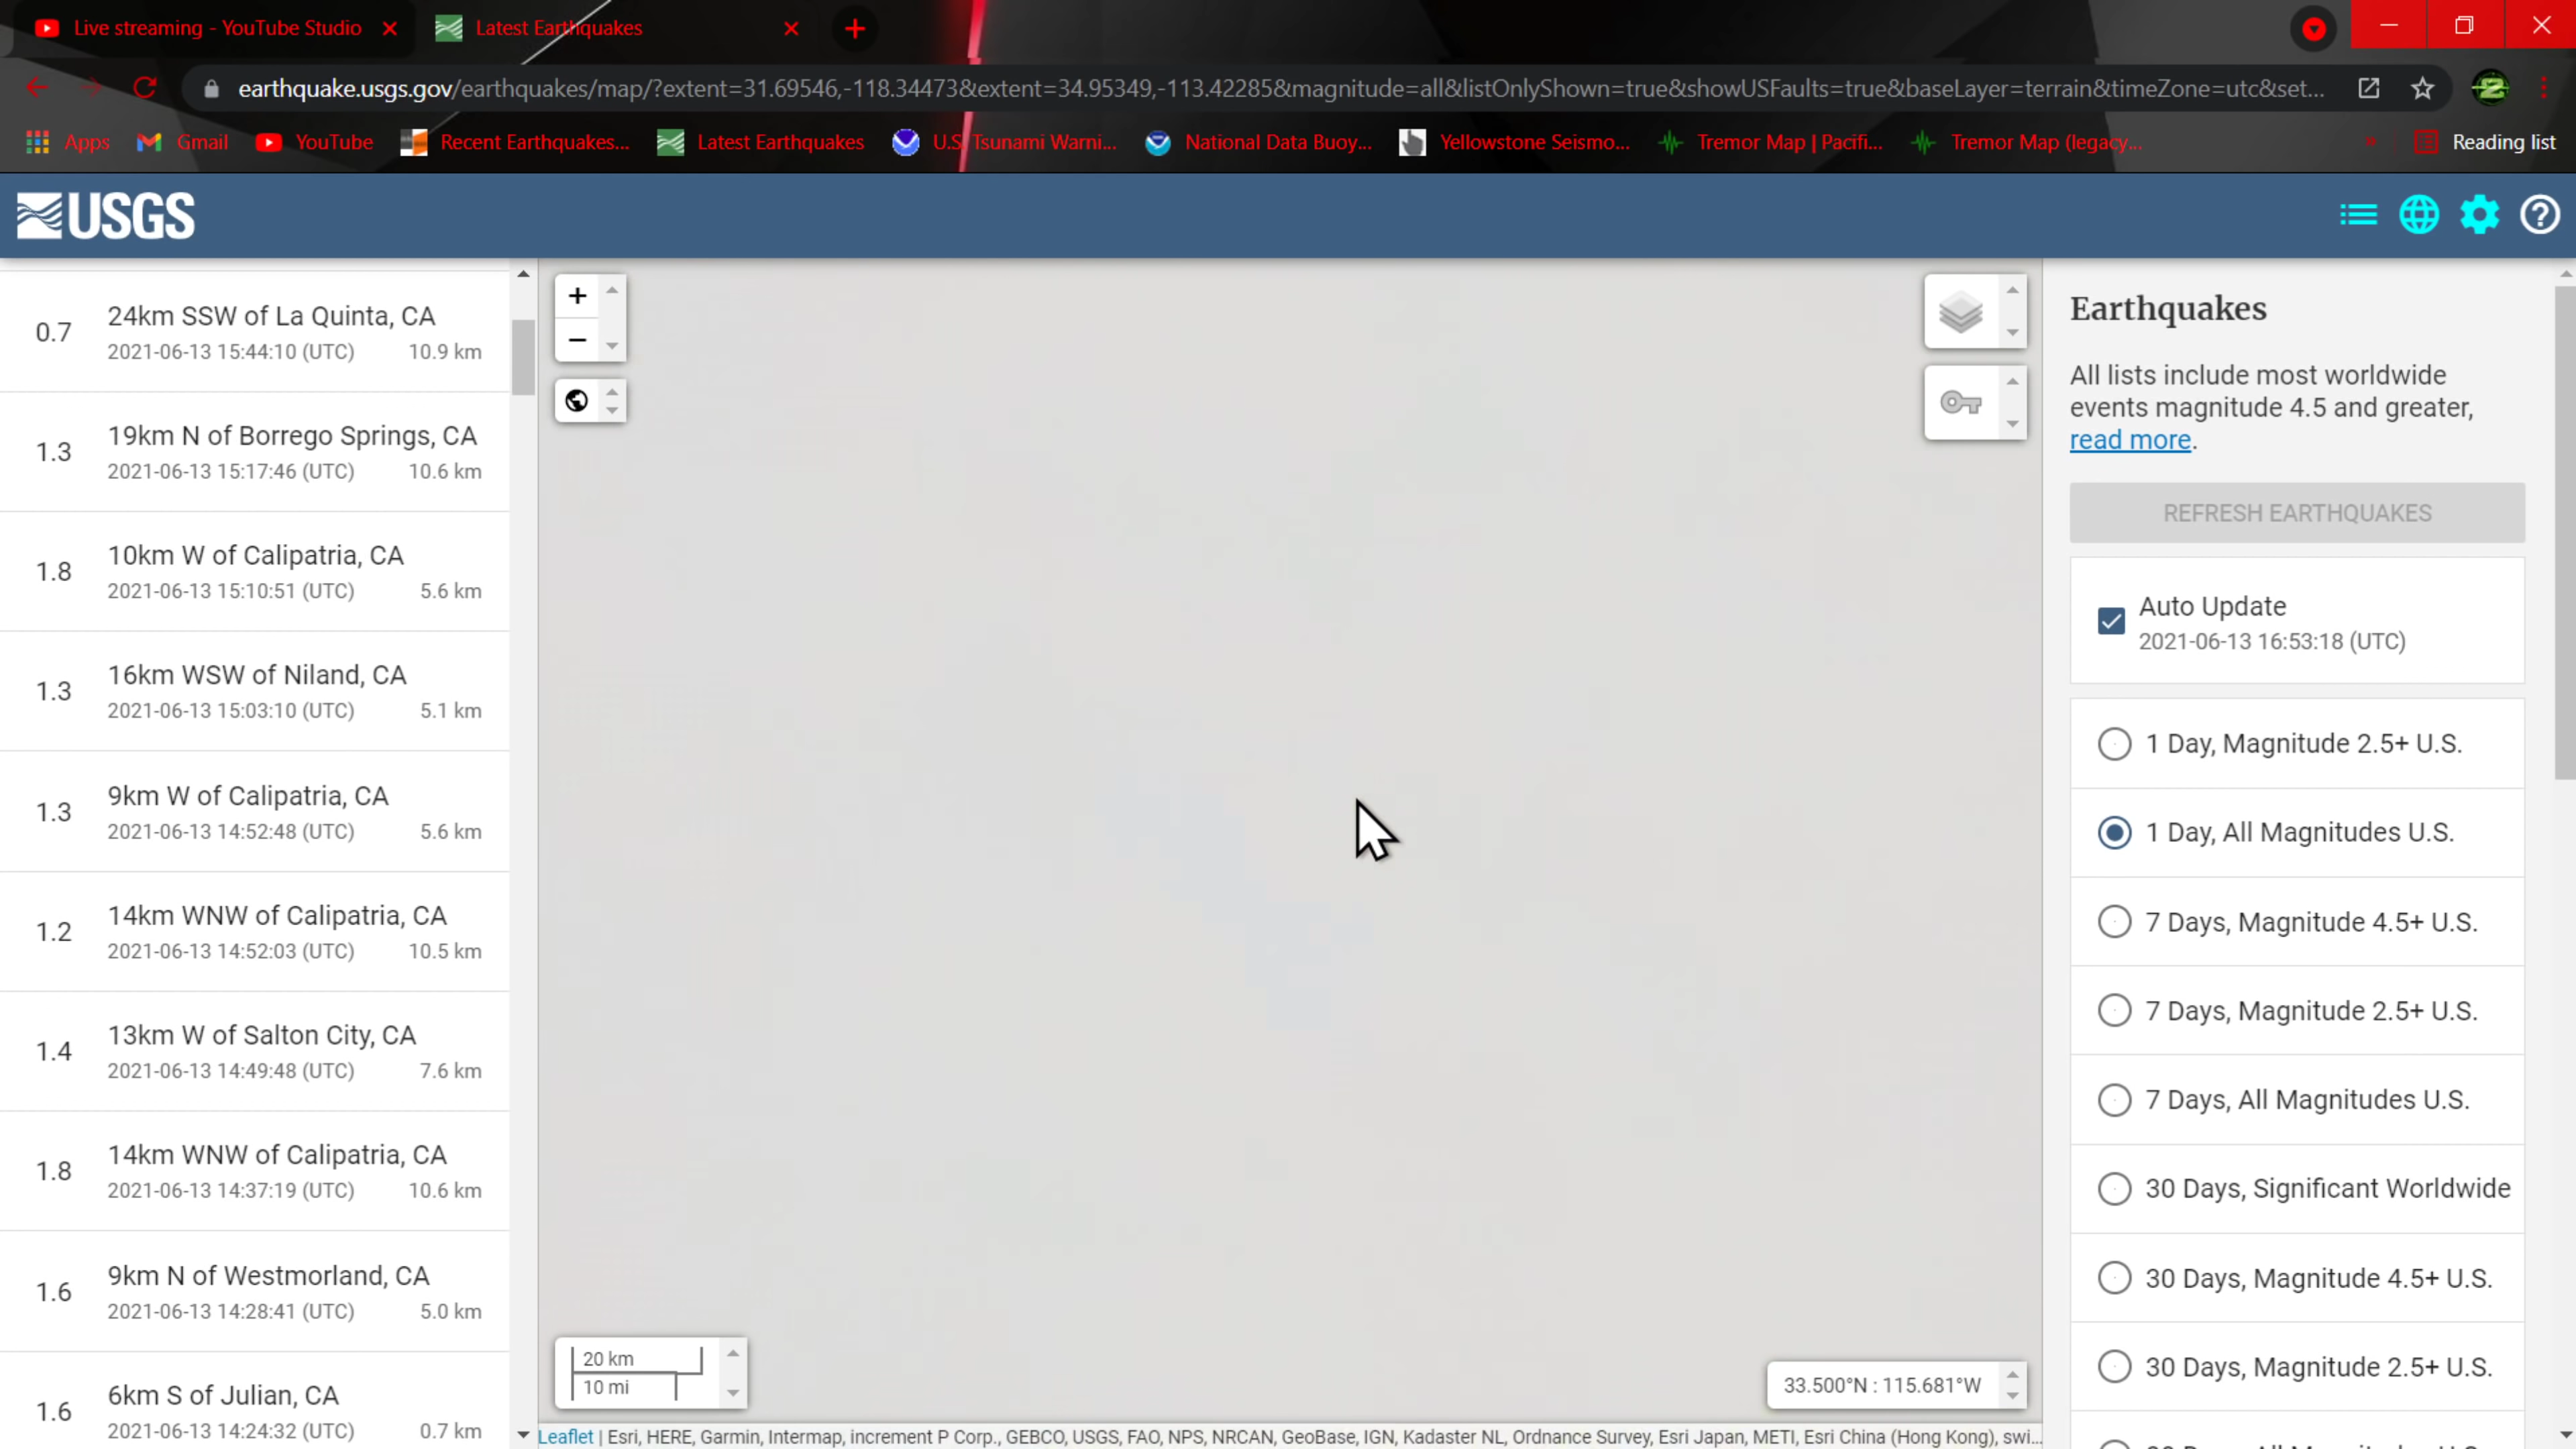 Live streaming - YouTube Studio
Latest Earthquakes
earthquake.usgs.gov/earthquakes/map/?extent=31.69546,-118.34473&extent=34.95349,-113.42285&magnitude=all&listOnlyShown=true&showUSFaults=true&baseLayer=terrain&timeZone=utc&set...
Apps
Gmail
YouTube
Recent Earthquakes...
Latest Earthquakes
U.S. Tsunami Warni...
National Data Buoy...
Yellowstone Seismo...
Tremor Map | Pacifi...
Tremor Map (legacy...
Reading list
USGS
0.7 24km SSW of La Quinta, CA
2021-06-13 15:44:10 (UTC) 10.9 km
1.3 19km N of Borrego Springs, CA
2021-06-13 15:17:46 (UTC) 10.6 km
1.8 10km W of Calipatria, CA
2021-06-13 15:10:51 (UTC) 5.6 km
1.3 16km WSW of Niland, CA
2021-06-13 15:03:10 (UTC) 5.1 km
1.3 9km W of Calipatria, CA
2021-06-13 14:52:48 (UTC) 5.6 km
1.2 14km WNW of Calipatria, CA
2021-06-13 14:52:03 (UTC) 10.5 km
1.4 13km W of Salton City, CA
2021-06-13 14:49:48 (UTC) 7.6 km
1.8 14km WNW of Calipatria, CA
2021-06-13 14:37:19 (UTC) 10.6 km
1.6 9km N of Westmorland, CA
2021-06-13 14:28:41 (UTC) 5.0 km
1.6 6km S of Julian, CA
2021-06-13 14:24:32 (UTC) 0.7 km
+
−
20 km
10 mi
33.500°N : 115.681°W
Leaflet | Esri, HERE, Garmin, Intermap, increment P Corp., GEBCO, USGS, FAO, NPS, NRCAN, GeoBase, IGN, Kadaster NL, Ordnance Survey, Esri Japan, METI, Esri China (Hong Kong), swi...
Earthquakes
All lists include most worldwide
events magnitude 4.5 and greater,
read more.
REFRESH EARTHQUAKES
Auto Update
2021-06-13 16:53:18 (UTC)
1 Day, Magnitude 2.5+ U.S.
1 Day, All Magnitudes U.S.
7 Days, Magnitude 4.5+ U.S.
7 Days, Magnitude 2.5+ U.S.
7 Days, All Magnitudes U.S.
30 Days, Significant Worldwide
30 Days, Magnitude 4.5+ U.S.
30 Days, Magnitude 2.5+ U.S.